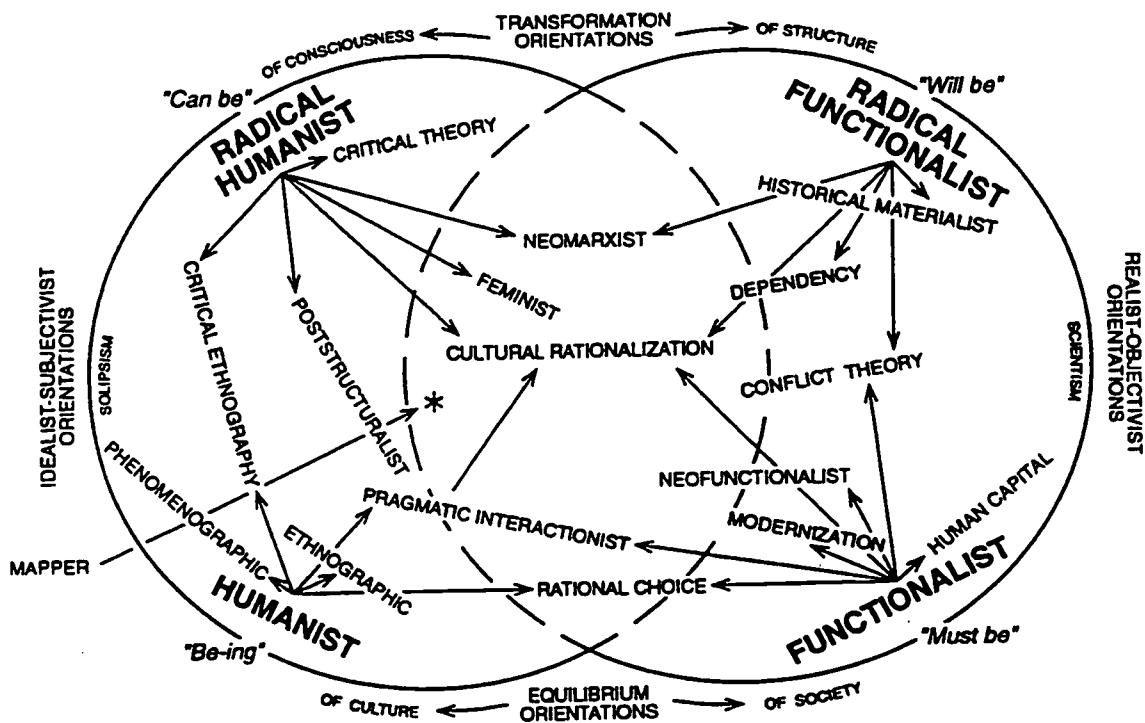 TRANSFORMATION
ORIENTATIONS
OF CONSCIOUSNESS
OF STRUCTURE
"Can be"
"Will be"
RADICAL
HUMANIST
RADICAL
FUNCTIONALIST
CRITICAL THEORY
HISTORICAL MATERIALIST
NEOMARXIST
FEMINIST
DEPENDENCY
CRITICAL ETHNOGRAPHY
POSTSTRUCTURALIST
CULTURAL RATIONALIZATION
CONFLICT THEORY
IDEALIST-SUBJECTIVIST
ORIENTATIONS
SOLIPSISM
SCIENTISM
REALIST-OBJECTIVIST
ORIENTATIONS
*
PHENOMENOGRAPHIC
PRAGMATIC INTERACTIONIST
NEOFUNCTIONALIST
MODERNIZATION
HUMAN CAPITAL
MAPPER
ETHNOGRAPHIC
RATIONAL CHOICE
HUMANIST
FUNCTIONALIST
"Be-ing"
"Must be"
OF CULTURE
EQUILIBRIUM
ORIENTATIONS
OF SOCIETY